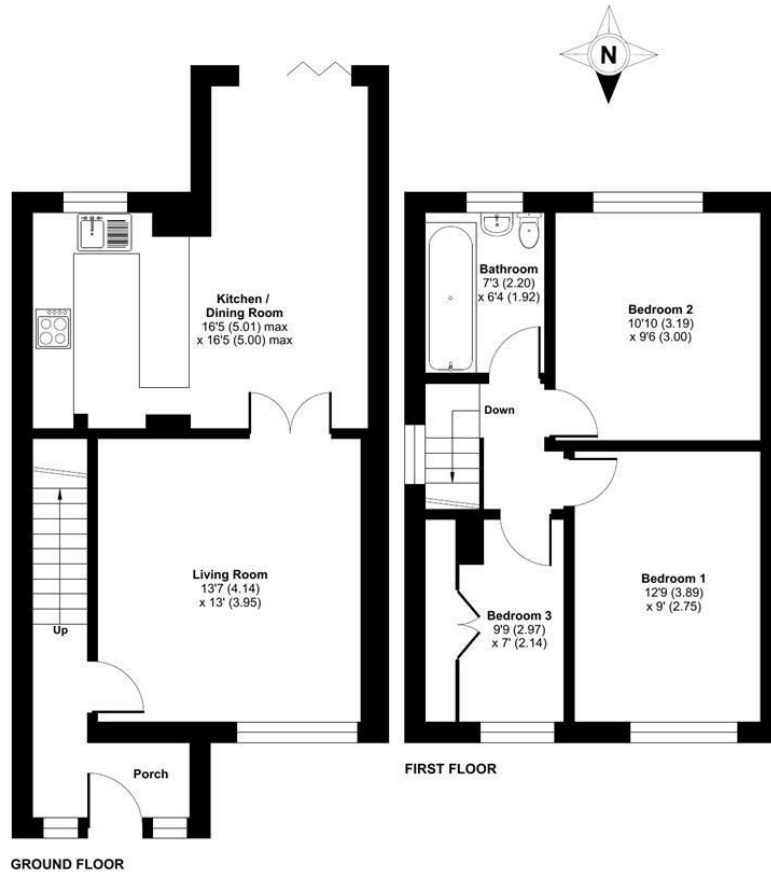 N
Kitchen /
Dining Room
16'5 (5.01) max
x 16'5 (5.00) max
Living Room
13'7 (4.14)
x 13' (3.95)
Up
Porch
GROUND FLOOR
Bathroom
7'3 (2.20)
x 6'4 (1.92)
Bedroom 2
10'10 (3.19)
x 9'6 (3.00)
Down
Bedroom 1
12'9 (3.89)
x 9' (2.75)
Bedroom 3
9'9 (2.97)
x 7' (2.14)
FIRST FLOOR